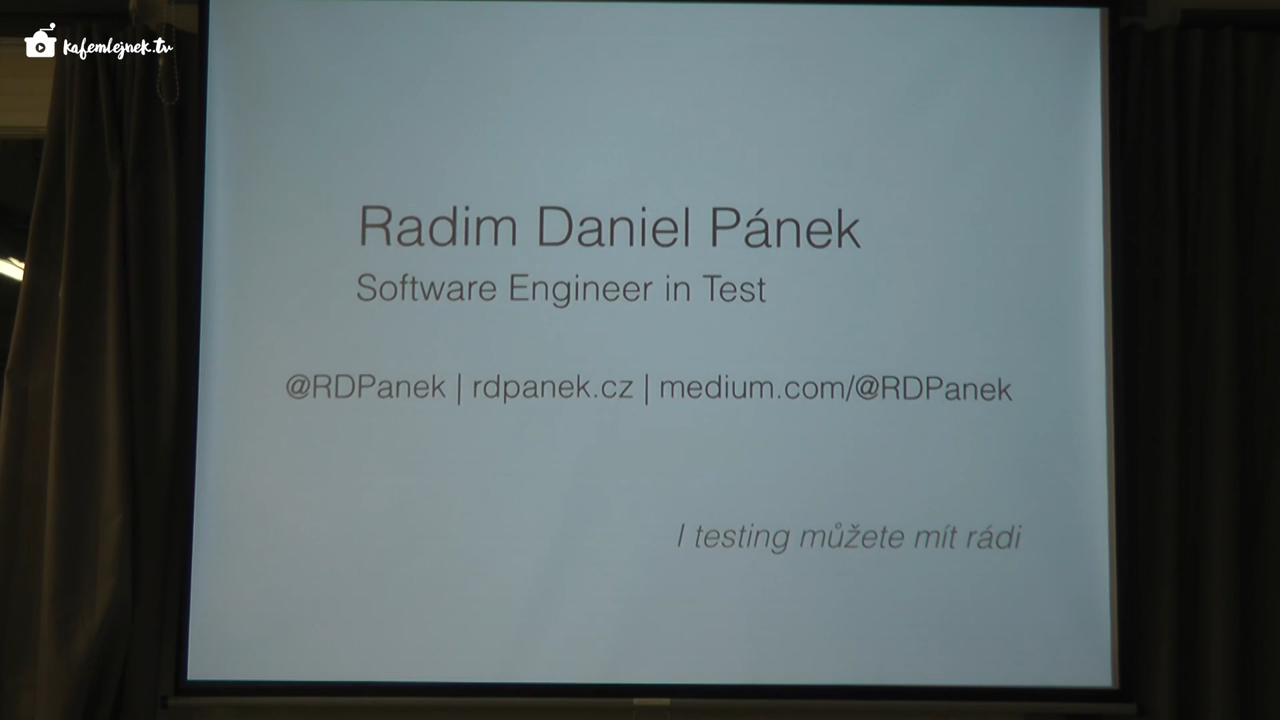 kafemlejnek.tv
Radim Daniel Pánek
Software Engineer in Test
@RDPanek | rdpanek.cz | medium.com/@RDPanek
I testing můžete mít rádi